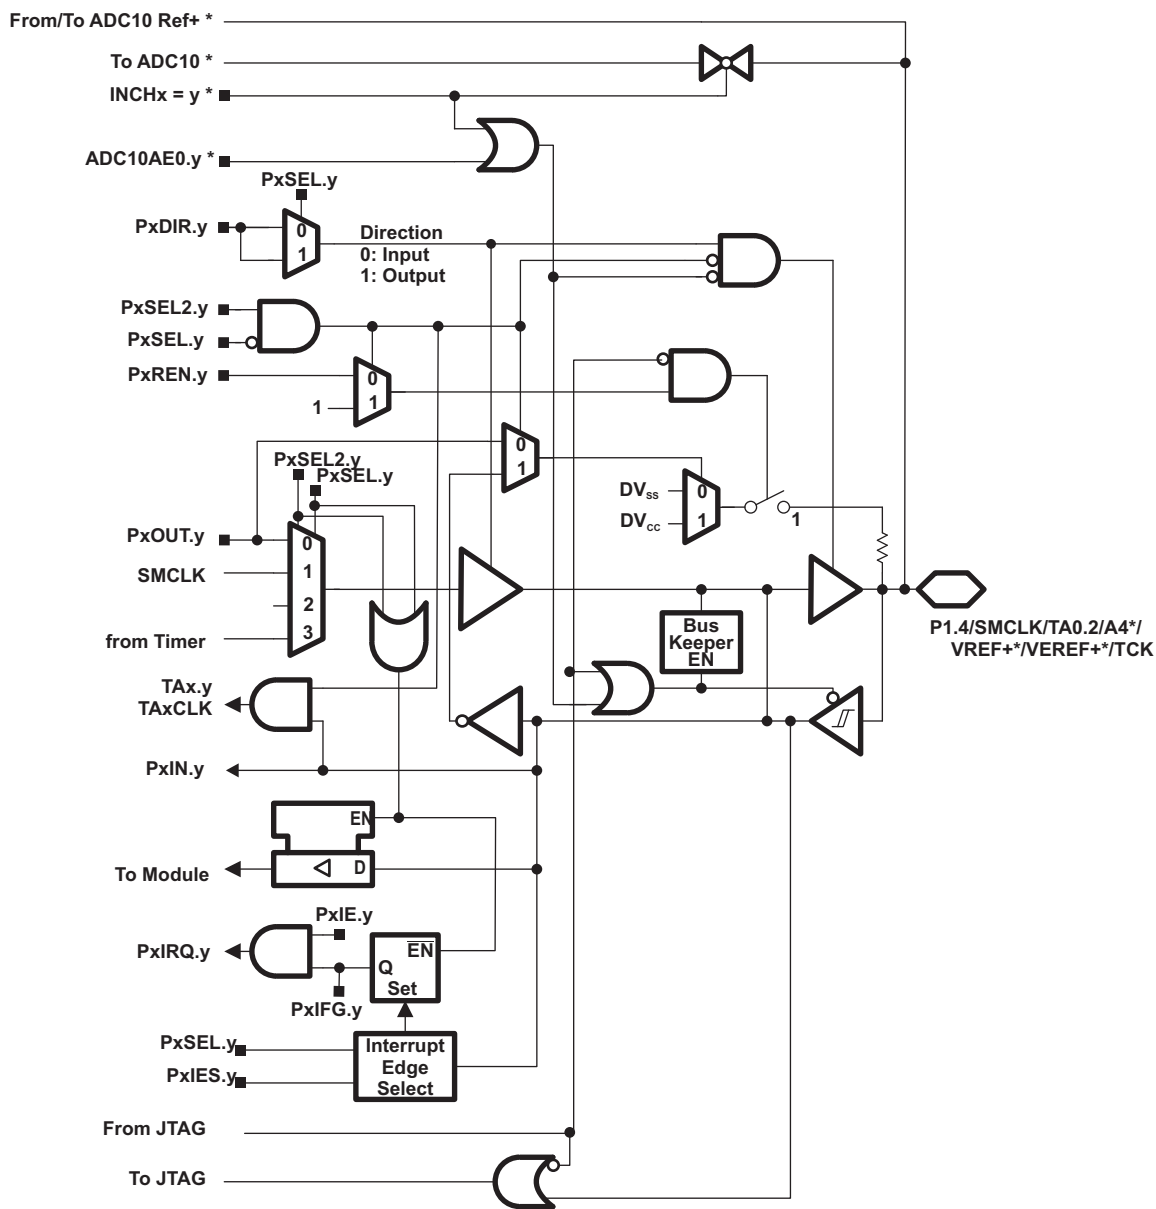 From/To ADC10 Ref+ *
To ADC10 *
INCHx = y *
ADC10AE0.y *
PxSEL.y
PxDIR.y
0
1
Direction
0: Input
1: Output
PxSEL2.y
PxSEL.y
PxREN.y
0
1
1
0
1
PxSEL2.y
PxSEL.y
DVSS
DVCC
0
1
1
PxOUT.y
SMCLK
from Timer
0
1
2
3
Bus
Keeper
EN
P1.4/SMCLK/TA0.2/A4*/
VREF+*/VEREF+*/TCK
TAx.y
TAxCLK
PxIN.y
EN
D
To Module
PxIE.y
PxIRQ.y
EN
Q
Set
PxIFG.y
PxSEL.y
PxIES.y
Interrupt
Edge
Select
From JTAG
To JTAG